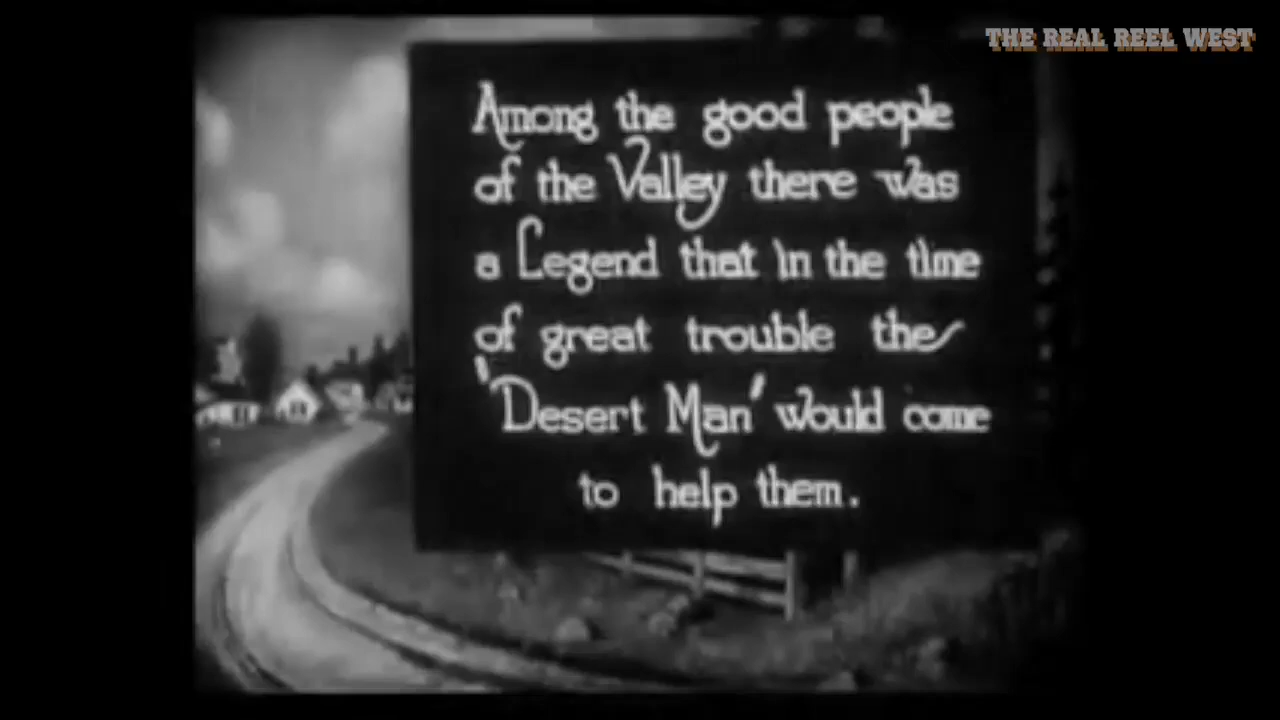 THE REAL REEL WEST
Among the good people
of the Valley there was
a Legend that in the time
of great trouble the
'Desert Man' would come
to help them.